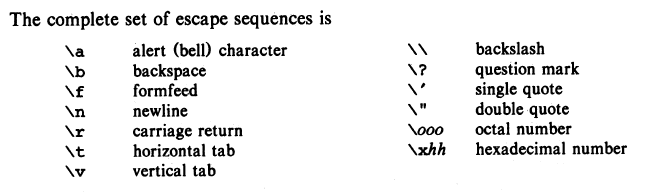 The complete set of escape sequences is
\a alert (bell) character \\ backslash
\b backspace \? question mark
\f formfeed \' single quote
\n newline \" double quote
\r carriage return \ooo octal number
\t horizontal tab \xhh hexadecimal number
\v vertical tab